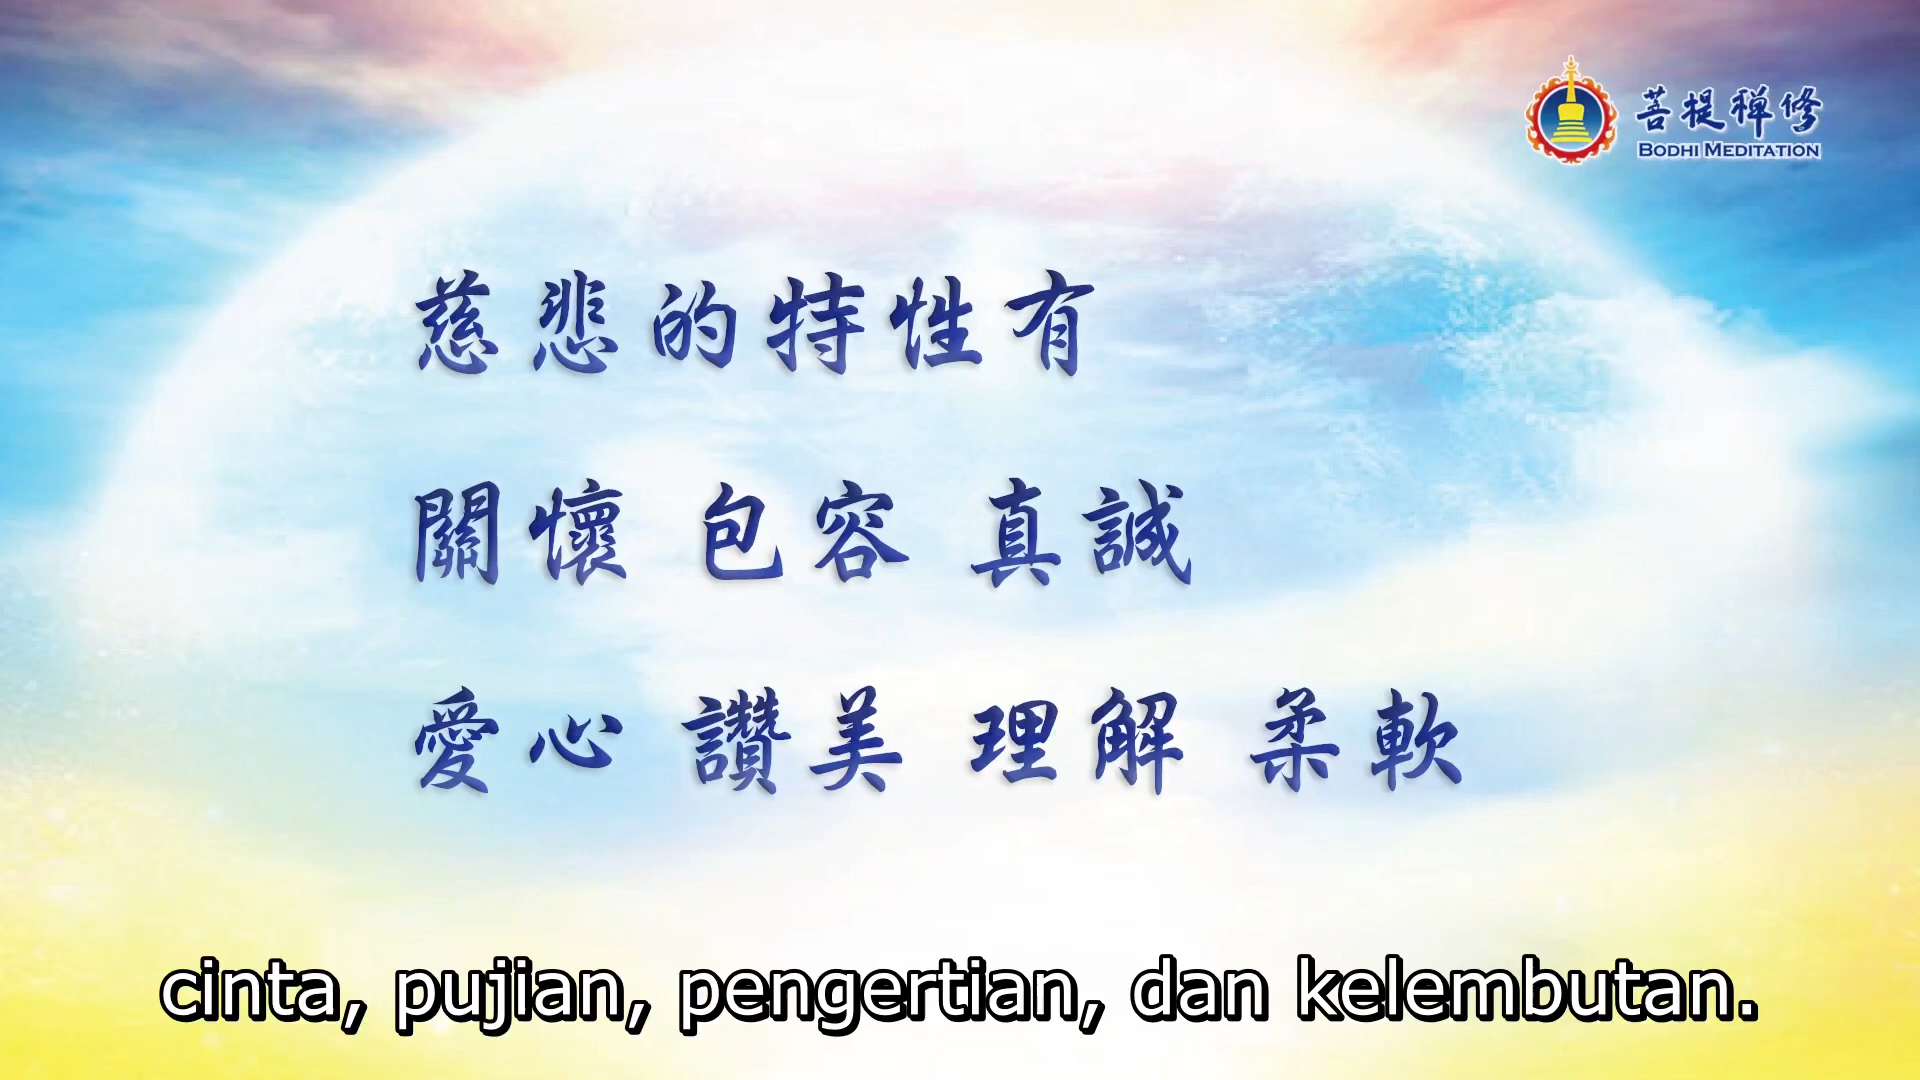 菩提禪修
BODHI MEDITATION
慈悲的特性有
關懷 包容 真誠
愛心 讚美 理解 柔軟
cinta, pujian, pengertian, dan kelembutan.